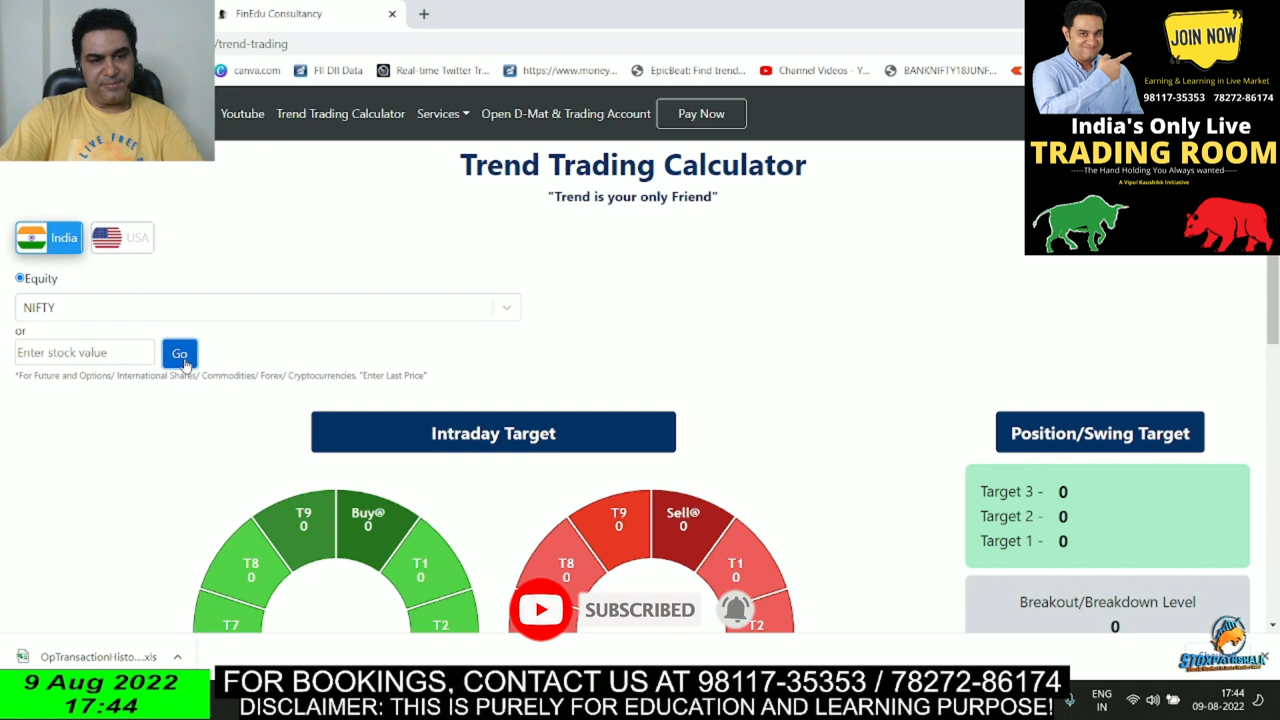 FinEdu Consultancy
/trend-trading
canva.com
FII DII Data
Real-time Twitter Tr...
https://www.money...
EpicBeat: Find trend...
Channel Videos - Y...
BANKNIFTY18JUNF...
JOIN NOW
Earning & Learning in Live Market
98117-35353 78272-86174
India's Only Live
TRADING ROOM
-----The Hand Holding You Always wanted-----
A Vipul Kaushikk Initiative
LIVE FREE
Youtube
Trend Trading Calculator
Services
Open D-Mat & Trading Account
Pay Now
Trend Trading Calculator
"Trend is your only Friend"
India
USA
Equity
NIFTY
or
Enter stock value
Go
*For Future and Options/ International Shares/ Commodities/ Forex/ Cryptocurrencies, "Enter Last Price"
Intraday Target
Position/Swing Target
T9
0
Buy@
0
T8
0
T1
0
T7
T2
T9
0
Sell@
0
T8
0
T1
0
T2
Target 3 - 0
Target 2 - 0
Target 1 - 0
Breakout/Breakdown Level
0
SUBSCRIBED
OpTransactionHisto....xls
STOXPATHSHALA
9 Aug 2022
17:44
FOR BOOKINGS, CONTACT US AT 98117-35353 / 78272-86174
DISCLAIMER: THIS IS PURELY FOR EDUCATION AND LEARNING PURPOSE!
ENG
IN
17:44
09-08-2022